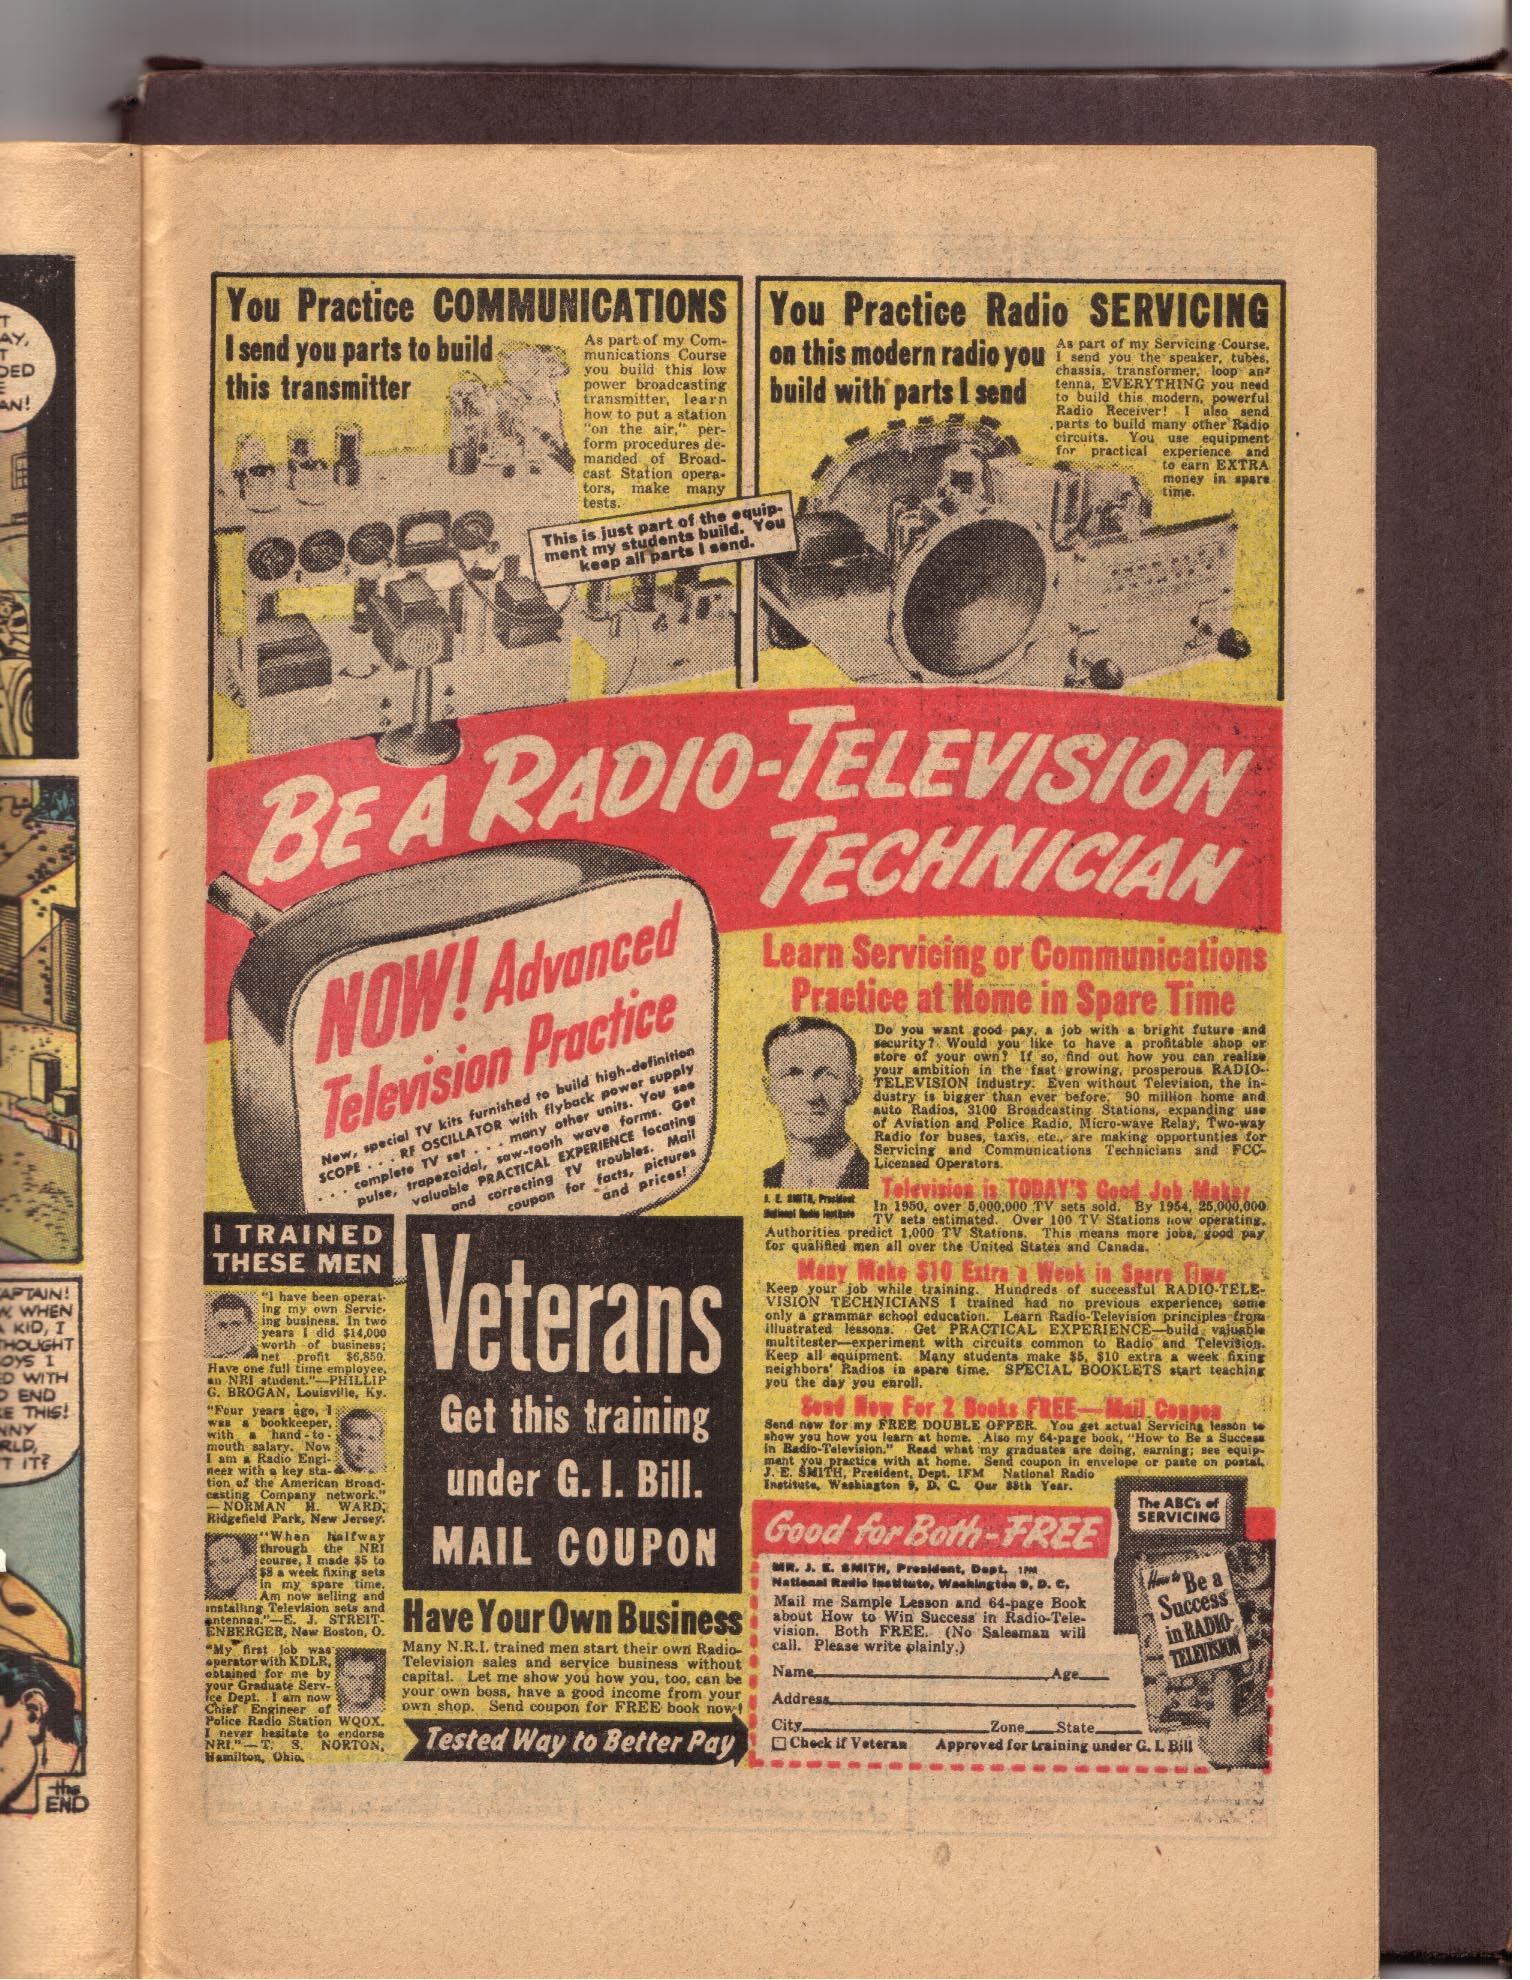 T
AY,
T
DED
E
AN!
APTAIN!
W. WHEN
A KID, I
THOUGHT
OYS I
ED WITH
D END
KE THIS!
NNY
RLD,
T IT?
the
END
You Practice COMMUNICATIONS
I send you parts to build
this transmitter
As part of my Com-
munications Course
you build this low
power broadcasting
transmitter, learn
how to put a station
"on the air," per-
form procedures de-
manded of Broad-
cast Station opera-
tors, make many
tests.
This is just part of the equip-
ment my students build. You
keep all parts I send.
You Practice Radio SERVICING
on this modern radio you
build with parts I send
As part of my Servicing Course,
I send you the speaker, tubes,
chassis, transformer, loop an-
tenna, EVERYTHING you need
to build this modern, powerful
Radio Receiver! I also send
parts to build many other Radio
circuits. You use equipment
for practical experience and
to earn EXTRA
money in spare
time.
BE A RADIO-TELEVISION
TECHNICIAN
NOW! Advanced
Television Practice
New, special TV kits furnished to build high-definition
SCOPE . . . RF OSCILLATOR with flyback power supply
. . . complete TV set . . . many other units. You see
pulse, trapezoidal, saw-tooth wave forms. Get
valuable PRACTICAL EXPERIENCE locating
and correcting TV troubles. Mail
coupon for facts, pictures
and prices!
Learn Servicing or Communications
Practice at Home in Spare Time
Do you want good pay, a job with a bright future and
security? Would you like to have a profitable shop or
store of your own? If so, find out how you can realize
your ambition in the fast growing, prosperous RADIO-
TELEVISION industry. Even without Television, the in-
dustry is bigger than ever before. 90 million home and
auto Radios, 3100 Broadcasting Stations, expanding use
of Aviation and Police Radio, Micro-wave Relay, Two-way
Radio for buses, taxis, etc., are making opportunties for
Servicing and Communications Technicians and FCC-
Licensed Operators.
J. E. SMITH, President
National Radio Institute
Television is TODAY'S Good Job Maker
In 1950, over 5,000,000 TV sets sold. By 1954, 25,000,000
TV sets estimated. Over 100 TV Stations now operating.
Authorities predict 1,000 TV Stations. This means more jobs, good pay
for qualified men all over the United States and Canada.
Many Make $10 Extra a Week in Spare Time
Keep your job while training. Hundreds of successful RADIO-TELE-
VISION TECHNICIANS I trained had no previous experience; some
only a grammar school education. Learn Radio-Television principles from
illustrated lessons. Get PRACTICAL EXPERIENCE—build valuable
multitester—experiment with circuits common to Radio and Television.
Keep all equipment. Many students make $5, $10 extra a week fixing
neighbors' Radios in spare time. SPECIAL BOOKLETS start teaching
you the day you enroll.
Send Now For 2 Books FREE—Mail Coupon
Send now for my FREE DOUBLE OFFER. You get actual Servicing lesson to
show you how you learn at home. Also my 64-page book, "How to Be a Success
in Radio-Television." Read what my graduates are doing, earning; see equip-
ment you practice with at home. Send coupon in envelope or paste on postal.
J. E. SMITH, President, Dept. 1FM National Radio
Institute, Washington 9, D. C. Our 38th Year.
I TRAINED
THESE MEN
"I have been operat-
ing my own Servic-
ing business. In two
years I did $14,000
worth of business;
net profit $6,850.
Have one full time employee,
an NRI student."—PHILLIP
G. BROGAN, Louisville, Ky.
"Four years ago, I
was a bookkeeper,
with a hand-to-
mouth salary. Now
I am a Radio Engi-
neer with a key sta-
tion of the American Broad-
casting Company network."
—NORMAN H. WARD,
Ridgefield Park, New Jersey.
"When halfway
through the NRI
course, I made $5 to
$8 a week fixing sets
in my spare time.
Am now selling and
installing Television sets and
antennas."—E. J. STREIT-
ENBERGER, New Boston, O.
"My first job was
operator with KDLR,
obtained for me by
your Graduate Serv-
ice Dept. I am now
Chief Engineer of
Police Radio Station WQOX.
I never hesitate to endorse
NRI."—T. S. NORTON,
Hamilton, Ohio.
Veterans
Get this training
under G. I. Bill.
MAIL COUPON
Have Your Own Business
Many N.R.I. trained men start their own Radio-
Television sales and service business without
capital. Let me show you how you, too, can be
your own boss, have a good income from your
own shop. Send coupon for FREE book now!
Tested Way to Better Pay
Good for Both-FREE
MR. J. E. SMITH, President, Dept. 1FM
National Radio Institute, Washington 9, D. C.
Mail me Sample Lesson and 64-page Book
about How to Win Success in Radio-Tele-
vision. Both FREE. (No Salesman will
call. Please write plainly.)
Name Age
Address
City Zone State
Check if Veteran Approved for training under G. I. Bill
The ABC's of
SERVICING
How to Be a
Success
in RADIO-
TELEVISION